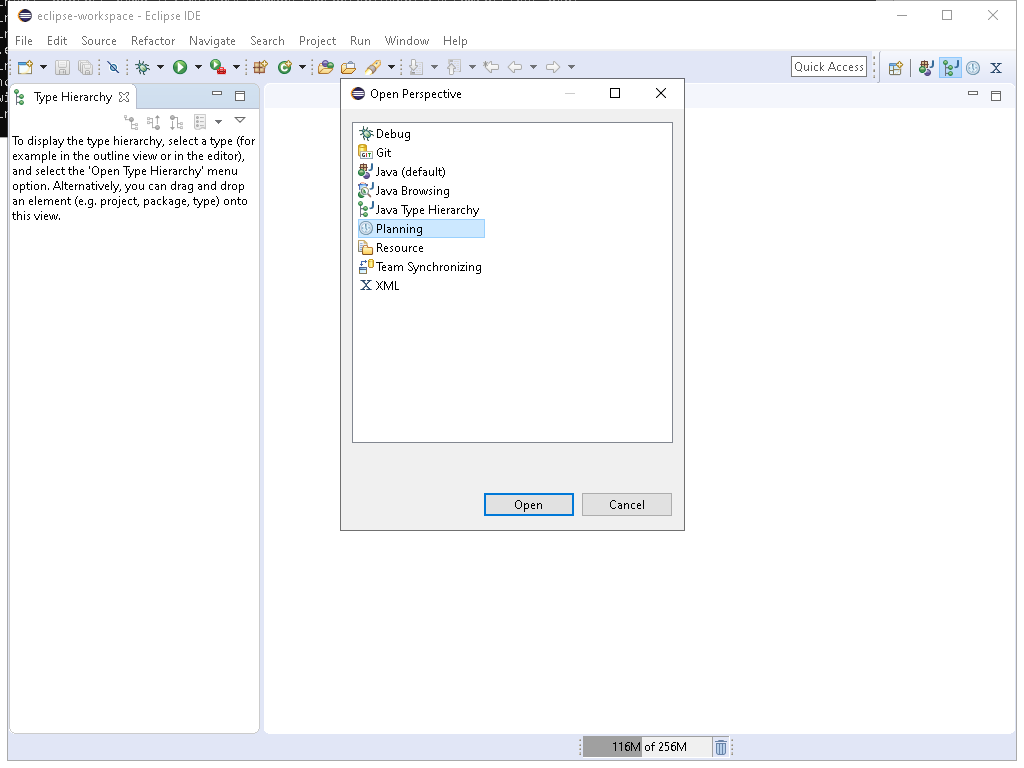 eclipse-workspace - Eclipse IDE
File Edit Source Refactor Navigate Search Project Run Window Help
Quick Access
Type Hierarchy
To display the type hierarchy, select a type (for
example in the outline view or in the editor),
and select the 'Open Type Hierarchy' menu
option. Alternatively, you can drag and drop
an element (e.g. project, package, type) onto
this view.
Open Perspective
Debug
Git
Java (default)
Java Browsing
Java Type Hierarchy
Planning
Resource
Team Synchronizing
XML
Open Cancel
116M of 256M